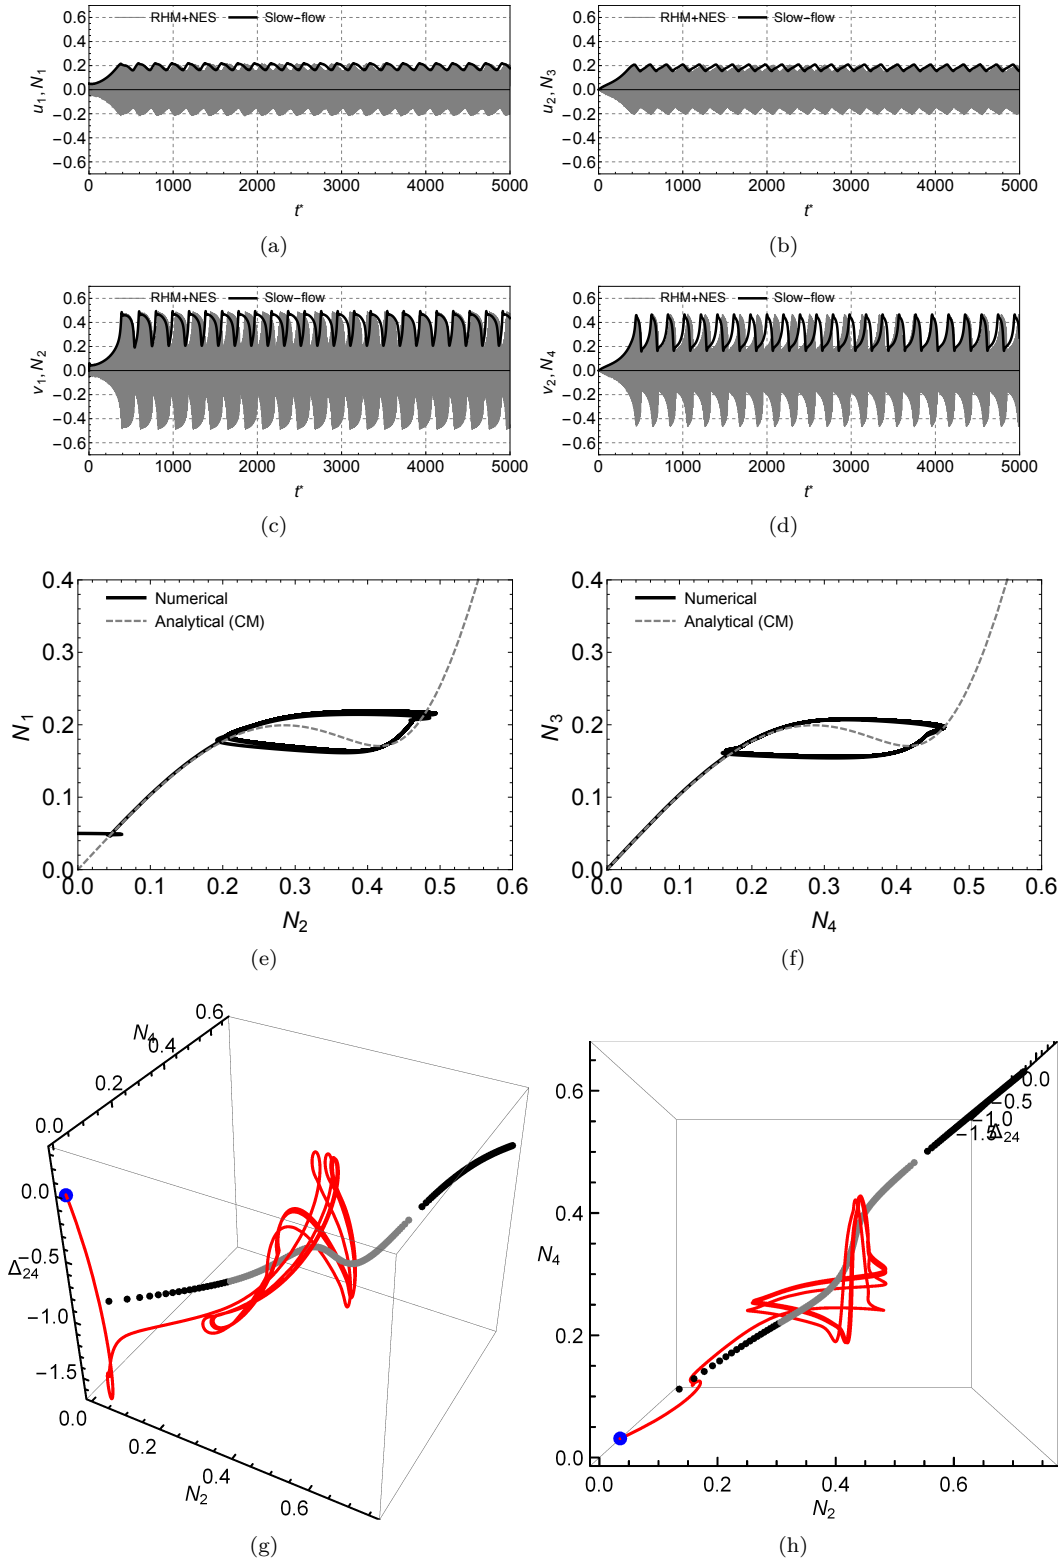 RHM+NES Slow-flow
0.6
0.4
0.2
0.0
-0.2
-0.4
-0.6
u1, N1
0 1000 2000 3000 4000 5000
t*
(a)
RHM+NES Slow-flow
0.6
0.4
0.2
0.0
-0.2
-0.4
-0.6
u2, N3
0 1000 2000 3000 4000 5000
t*
(b)
RHM+NES Slow-flow
0.6
0.4
0.2
0.0
-0.2
-0.4
-0.6
v1, N2
0 1000 2000 3000 4000 5000
t*
(c)
RHM+NES Slow-flow
0.6
0.4
0.2
0.0
-0.2
-0.4
-0.6
v2, N4
0 1000 2000 3000 4000 5000
t*
(d)
Numerical
Analytical (CM)
0.4
0.3
0.2
0.1
0.0
N1
0.0 0.1 0.2 0.3 0.4 0.5 0.6
N2
(e)
Numerical
Analytical (CM)
0.4
0.3
0.2
0.1
0.0
N3
0.0 0.1 0.2 0.3 0.4 0.5 0.6
N4
(f)
0.6
N4
0.4
0.2
0.0
0.0
-0.5
Δ24
-1.0
-1.5
0.0
0.2
0.4
N2
0.6
(g)
0.6
0.4
N4
0.2
0.0
0.0
-0.5
-1.0
-1.5
Δ24
0.0 0.2 0.4 0.6
N2
(h)